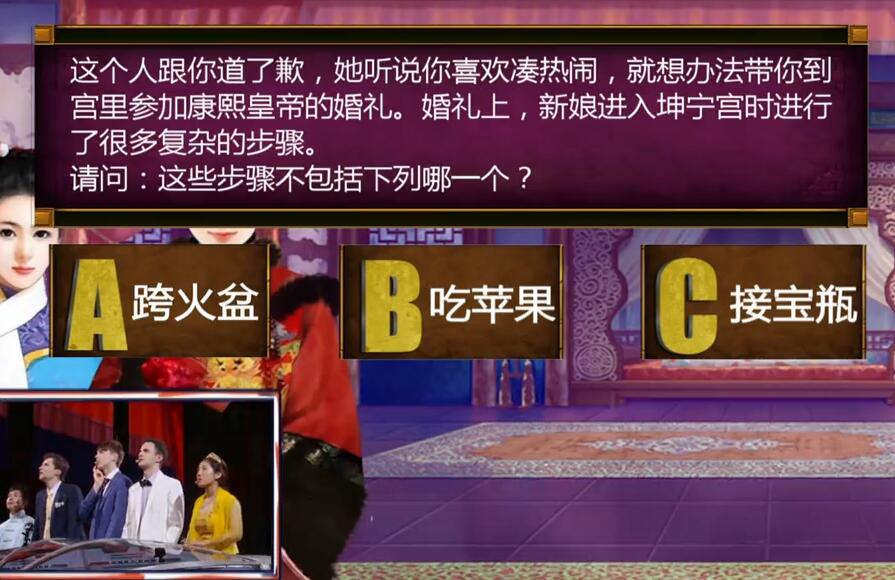 这个人跟你道了歉，她听说你喜欢凑热闹，就想办法带你到
宫里参加康熙皇帝的婚礼。婚礼上，新娘进入坤宁宫时进行
了很多复杂的步骤。
请问：这些步骤不包括下列哪一个？
A 跨火盆
B 吃苹果
C 接宝瓶